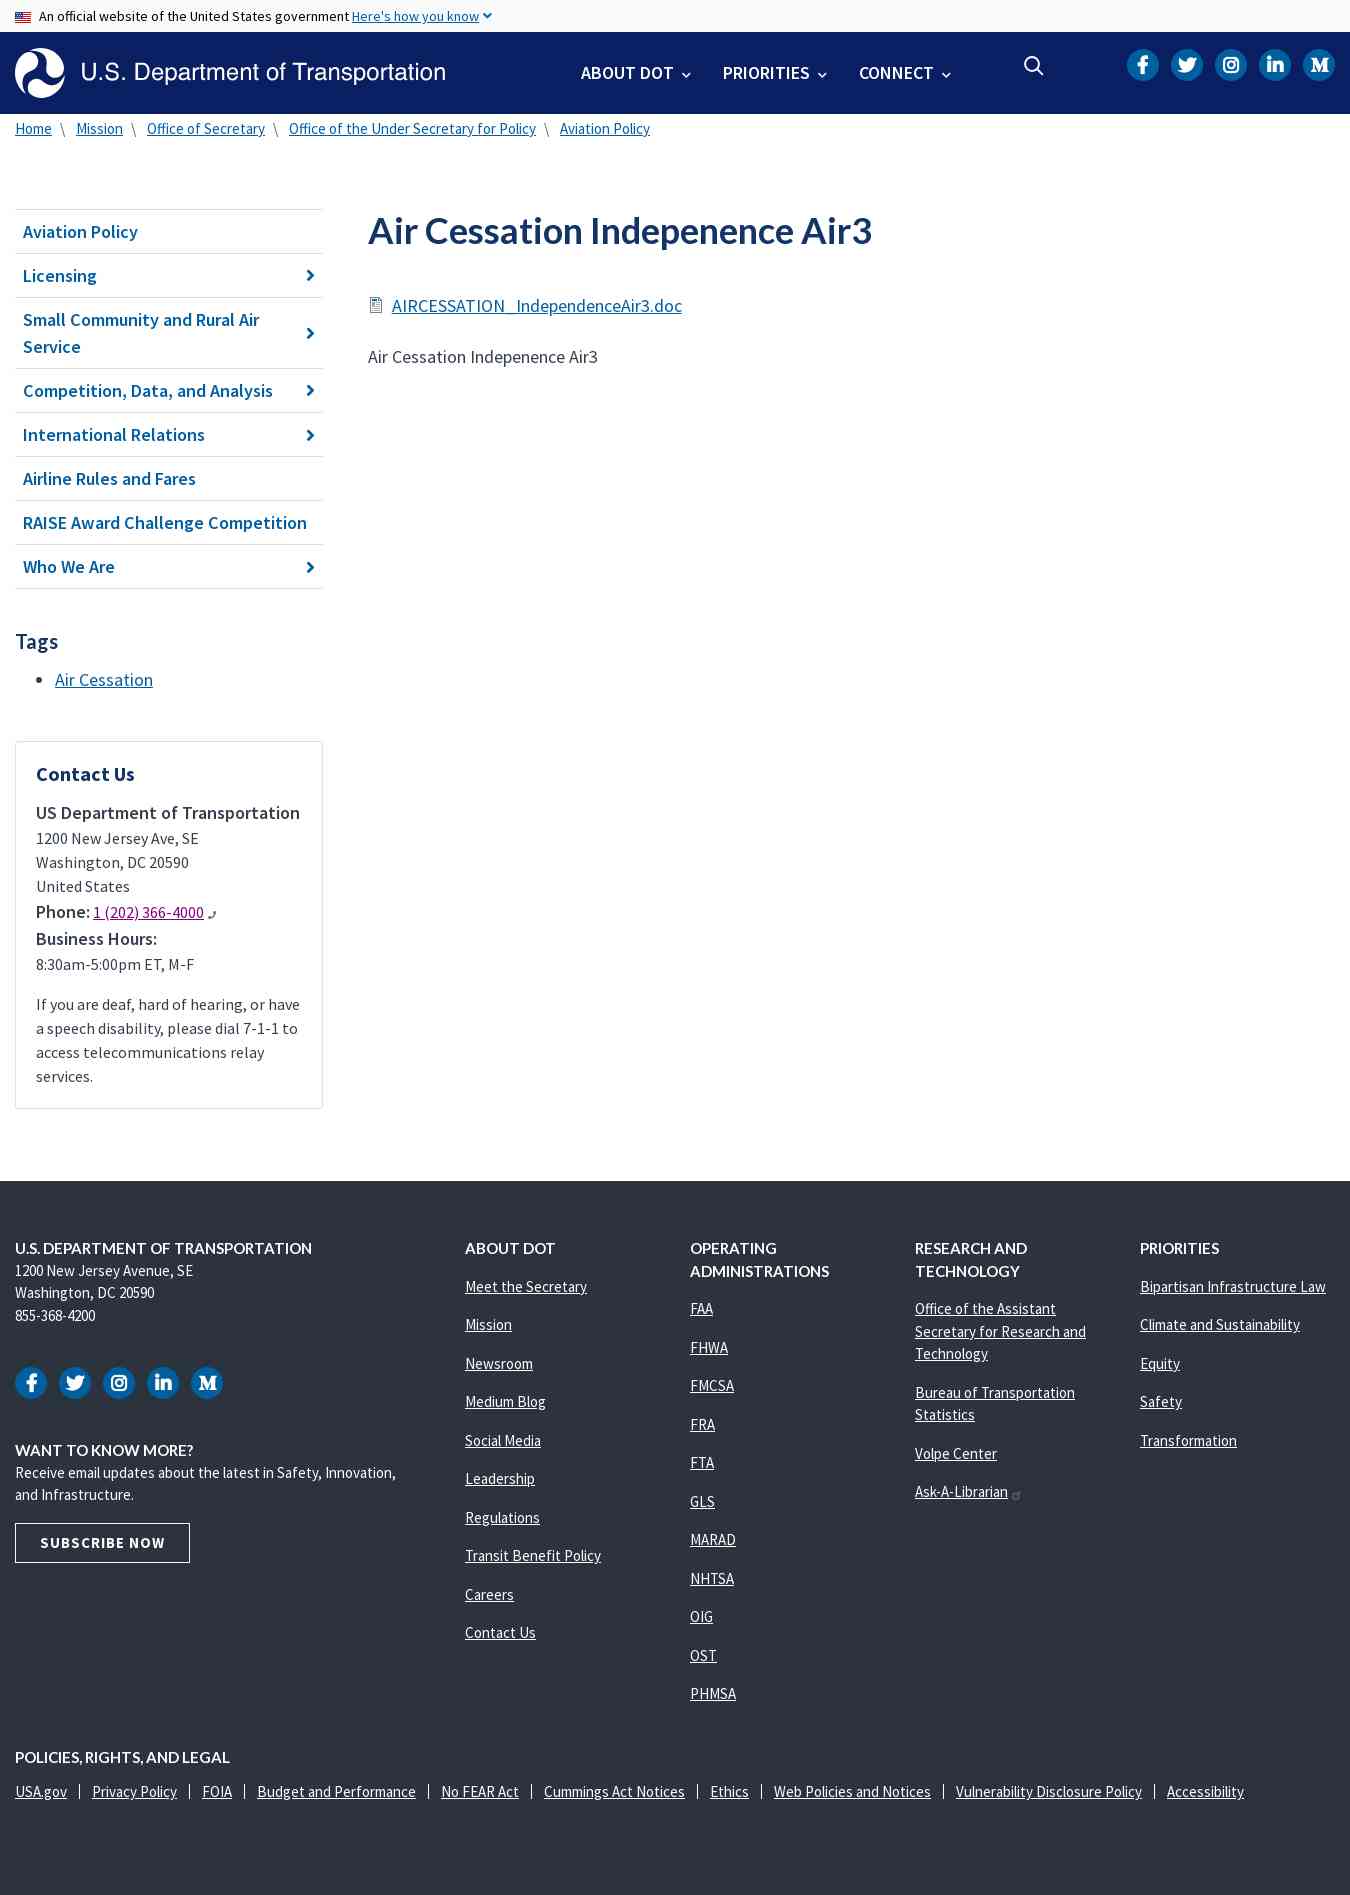 An official website of the United States government Here's how you know
U.S. Department of Transportation
ABOUT DOT
PRIORITIES
CONNECT
Home \ Mission \ Office of Secretary \ Office of the Under Secretary for Policy \ Aviation Policy
Aviation Policy
Licensing
Small Community and Rural Air
Service
Competition, Data, and Analysis
International Relations
Airline Rules and Fares
RAISE Award Challenge Competition
Who We Are
Tags
Air Cessation
Contact Us
US Department of Transportation
1200 New Jersey Ave, SE
Washington, DC 20590
United States
Phone: 1 (202) 366-4000
Business Hours:
8:30am-5:00pm ET, M-F
If you are deaf, hard of hearing, or have
a speech disability, please dial 7-1-1 to
access telecommunications relay
services.
Air Cessation Indepenence Air3
AIRCESSATION_IndependenceAir3.doc
Air Cessation Indepenence Air3
U.S. DEPARTMENT OF TRANSPORTATION
1200 New Jersey Avenue, SE
Washington, DC 20590
855-368-4200
WANT TO KNOW MORE?
Receive email updates about the latest in Safety, Innovation,
and Infrastructure.
SUBSCRIBE NOW
ABOUT DOT
Meet the Secretary
Mission
Newsroom
Medium Blog
Social Media
Leadership
Regulations
Transit Benefit Policy
Careers
Contact Us
OPERATING
ADMINISTRATIONS
FAA
FHWA
FMCSA
FRA
FTA
GLS
MARAD
NHTSA
OIG
OST
PHMSA
RESEARCH AND
TECHNOLOGY
Office of the Assistant
Secretary for Research and
Technology
Bureau of Transportation
Statistics
Volpe Center
Ask-A-Librarian
PRIORITIES
Bipartisan Infrastructure Law
Climate and Sustainability
Equity
Safety
Transformation
POLICIES, RIGHTS, AND LEGAL
USA.gov | Privacy Policy | FOIA | Budget and Performance | No FEAR Act | Cummings Act Notices | Ethics | Web Policies and Notices | Vulnerability Disclosure Policy | Accessibility